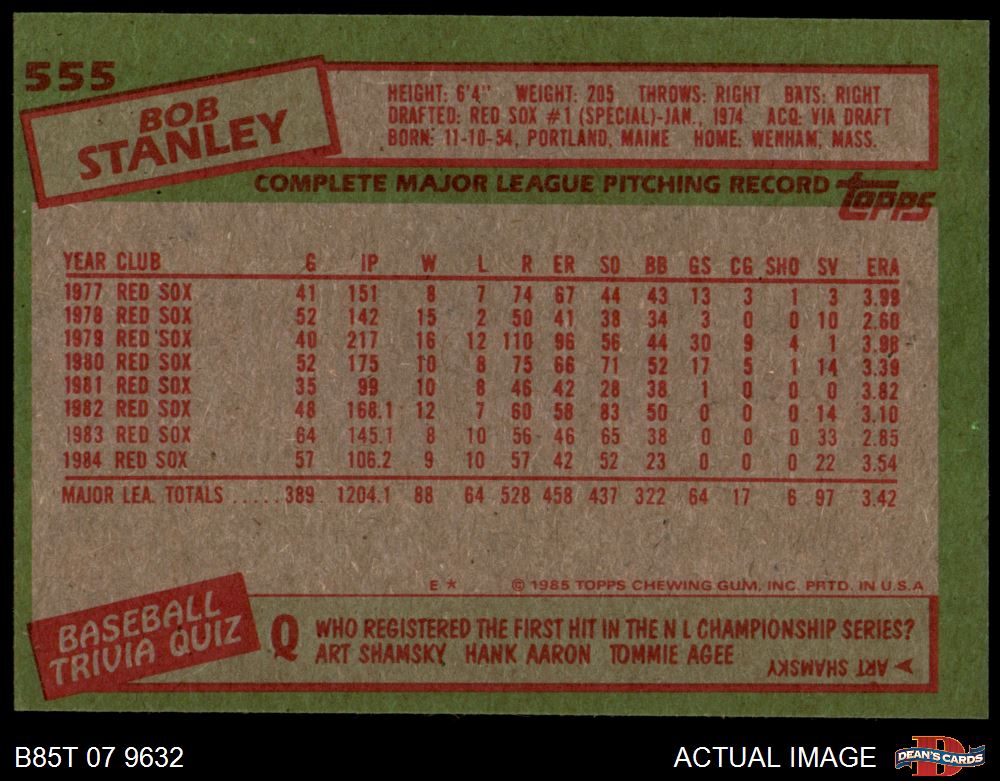 555
BOB
STANLEY
HEIGHT: 6'4" WEIGHT: 205 THROWS: RIGHT BATS: RIGHT
DRAFTED: RED SOX #1 (SPECIAL)-JAN., 1974 ACQ: VIA DRAFT
BORN: 11-10-54, PORTLAND, MAINE HOME: WENHAM, MASS.
COMPLETE MAJOR LEAGUE PITCHING RECORD topps
YEAR CLUB G IP W L R ER SO BB GS CG SHO SV ERA
1977 RED SOX 41 151 8 7 74 67 44 43 13 3 1 3 3.99
1978 RED SOX 52 142 15 2 50 41 38 34 3 0 0 10 2.60
1979 RED SOX 40 217 16 12 110 96 56 44 30 9 4 1 3.98
1980 RED SOX 52 175 10 8 75 66 71 52 17 5 1 14 3.39
1981 RED SOX 35 99 10 8 46 42 28 38 1 0 0 0 3.82
1982 RED SOX 48 168.1 12 7 60 58 83 50 0 0 0 14 3.10
1983 RED SOX 64 145.1 8 10 56 46 65 38 0 0 0 33 2.85
1984 RED SOX 57 106.2 9 10 57 42 52 23 0 0 0 22 3.54
MAJOR LEA. TOTALS ..... 389 1204.1 88 64 528 458 437 322 64 17 6 97 3.42
E * © 1985 TOPPS CHEWING GUM, INC. PRTD. IN U.S.A
BASEBALL
TRIVIA QUIZ
Q WHO REGISTERED THE FIRST HIT IN THE N L CHAMPIONSHIP SERIES?
ART SHAMSKY HANK AARON TOMMIE AGEE
ART SHAMSKY
B85T 07 9632
ACTUAL IMAGE
D
DEAN'S CARDS